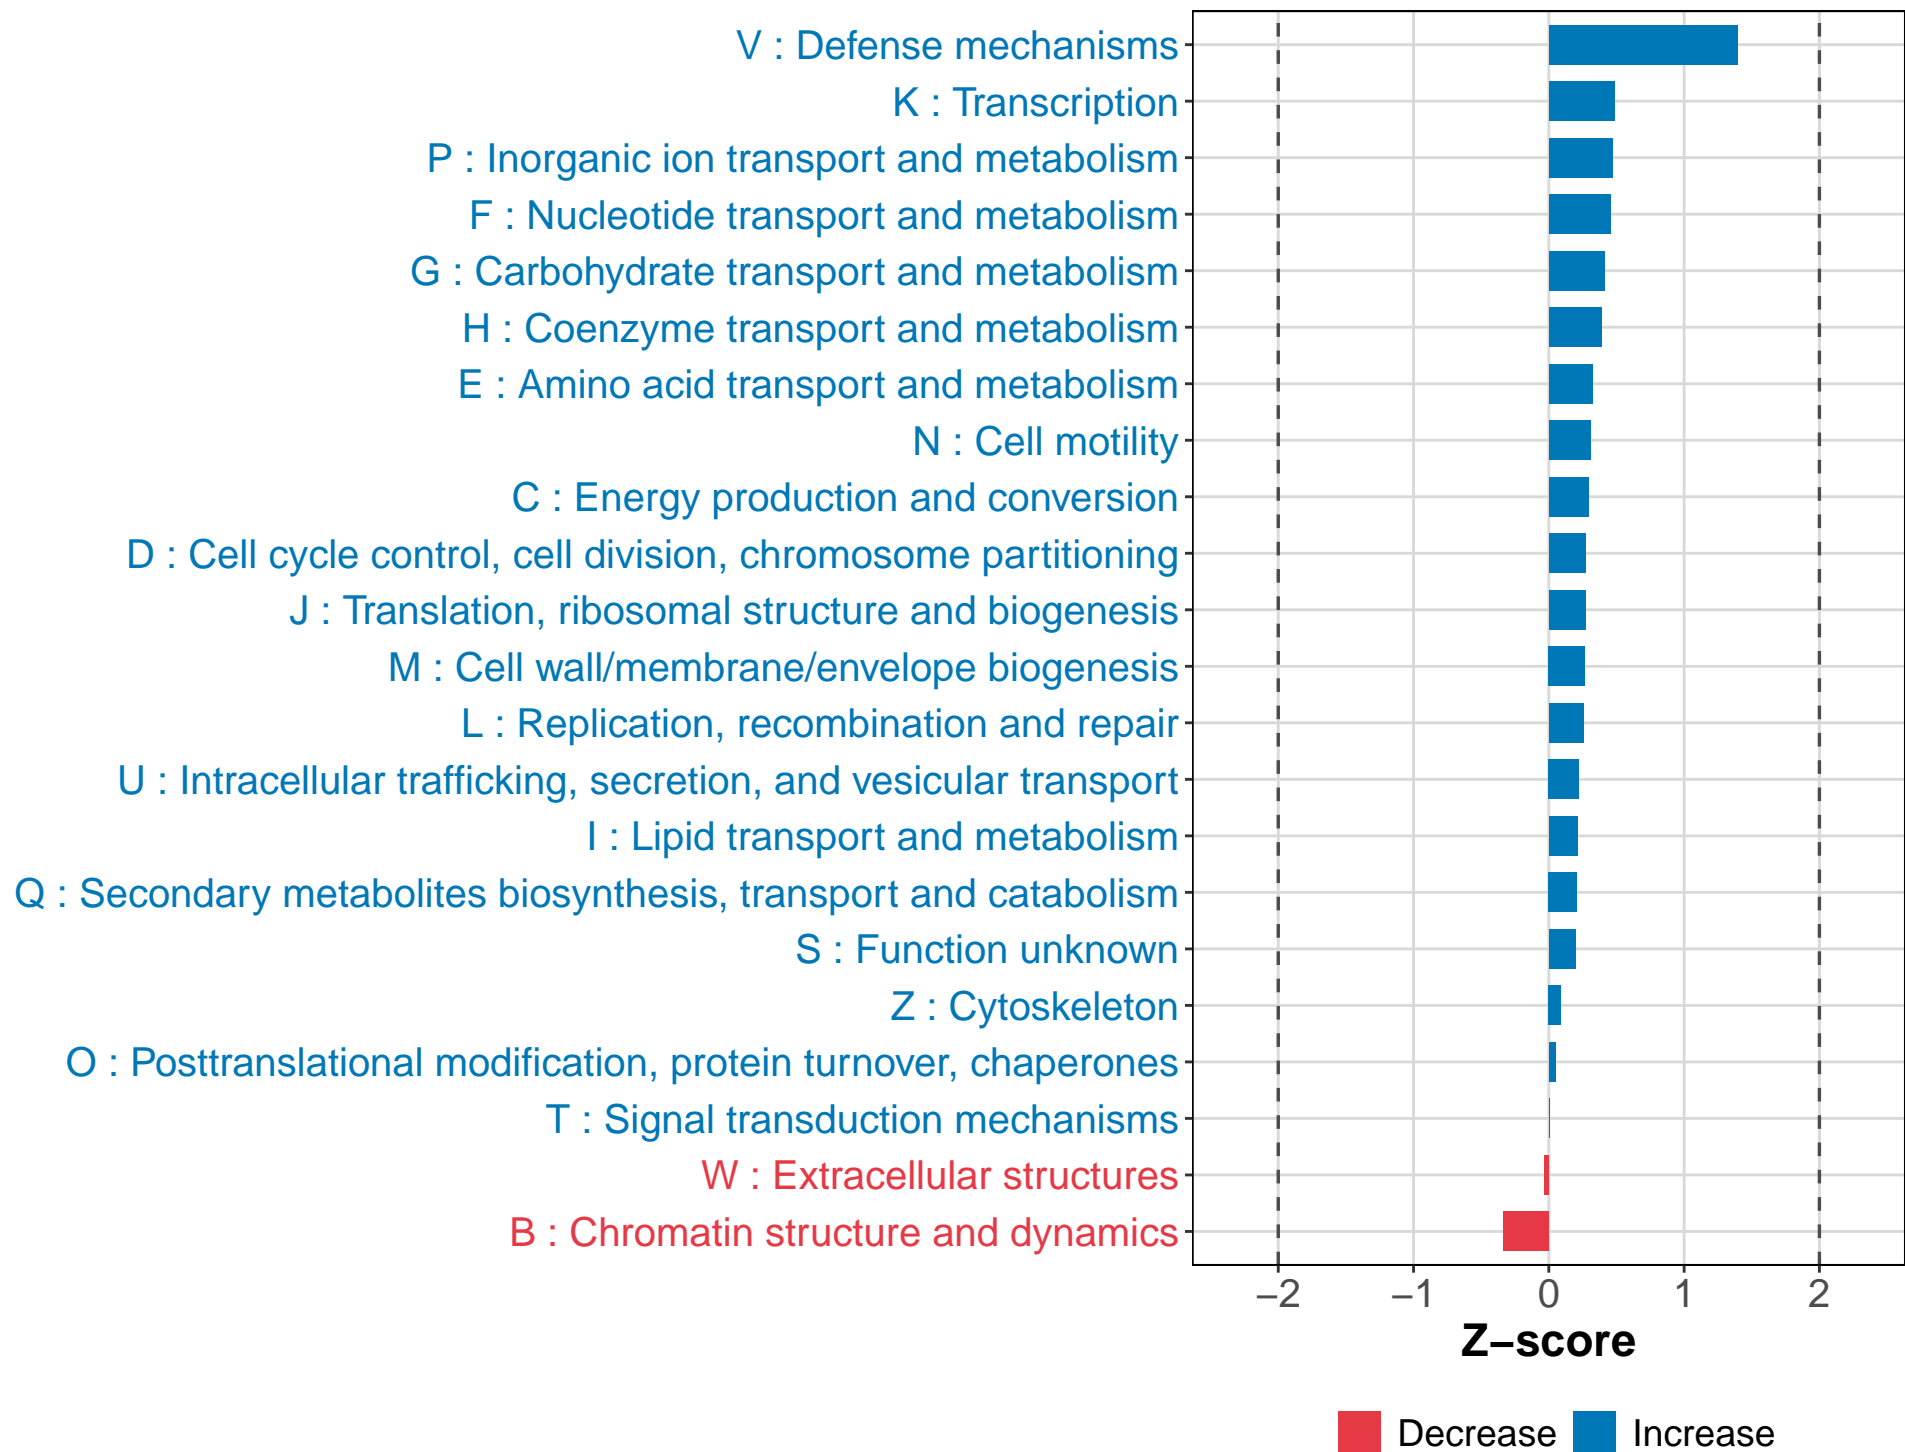 V : Defense mechanisms
K : Transcription
P : Inorganic ion transport and metabolism
F : Nucleotide transport and metabolism
G : Carbohydrate transport and metabolism
H : Coenzyme transport and metabolism
E : Amino acid transport and metabolism
N : Cell motility
C : Energy production and conversion
D : Cell cycle control, cell division, chromosome partitioning
J : Translation, ribosomal structure and biogenesis
M : Cell wall/membrane/envelope biogenesis
L : Replication, recombination and repair
U : Intracellular trafficking, secretion, and vesicular transport
I : Lipid transport and metabolism
Q : Secondary metabolites biosynthesis, transport and catabolism
S : Function unknown
Z : Cytoskeleton
O : Posttranslational modification, protein turnover, chaperones
T : Signal transduction mechanisms
W : Extracellular structures
B : Chromatin structure and dynamics
−2 −1 0 1 2
Z−score
Decrease Increase